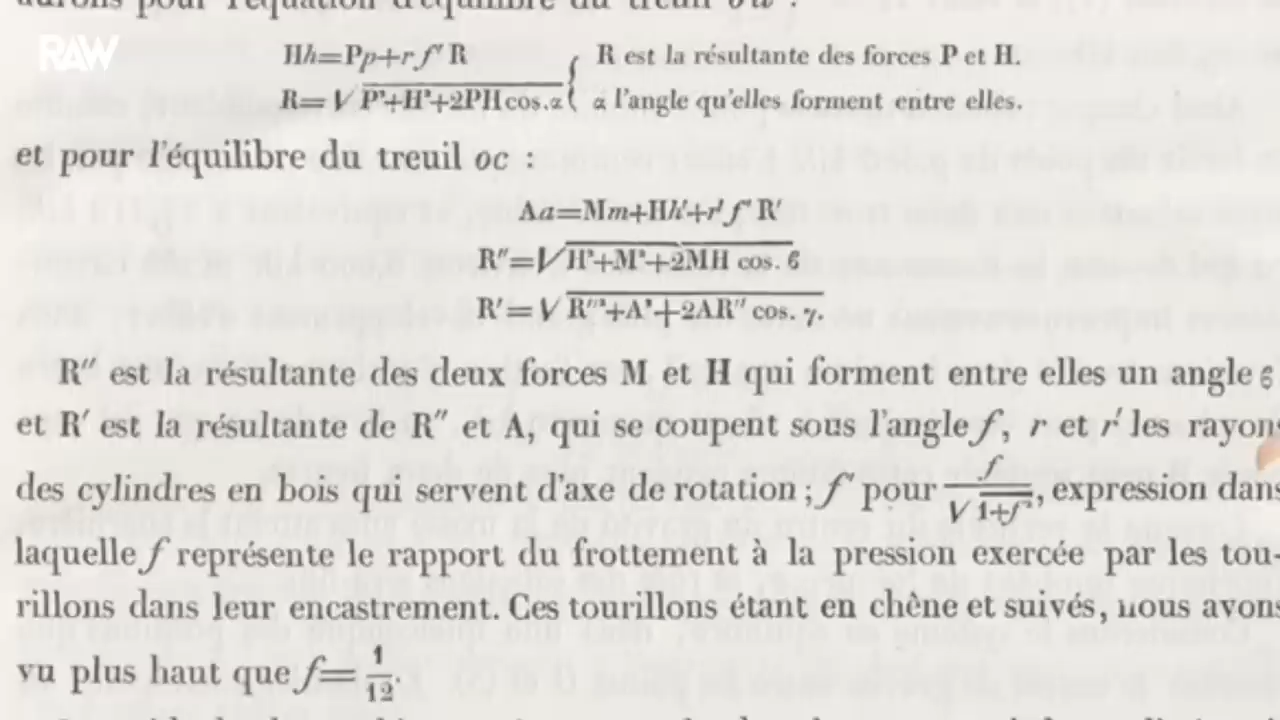 RAW
pour l'équation d'équilibre du treuil
Hh=Pp+rf'R { R est la résultante des forces P et H.
R=√P²+H²+2PH cos.α { α l'angle qu'elles forment entre elles.
et pour l'équilibre du treuil oc :
Aa=Mm+Hh'+r'f'R'
R″=√H²+M²+2MH cos. 6
R'=√R″²+A²+2AR″ cos. γ.
R″ est la résultante des deux forces M et H qui forment entre elles un angle 6
et R' est la résultante de R″ et A, qui se coupent sous l'angle f, r et r' les rayons
des cylindres en bois qui servent d'axe de rotation ; f' pour f/√1+f², expression dans
laquelle f représente le rapport du frottement à la pression exercée par les tou-
rillons dans leur encastrement. Ces tourillons étant en chêne et suivés, nous avons
vu plus haut que f=1/12.